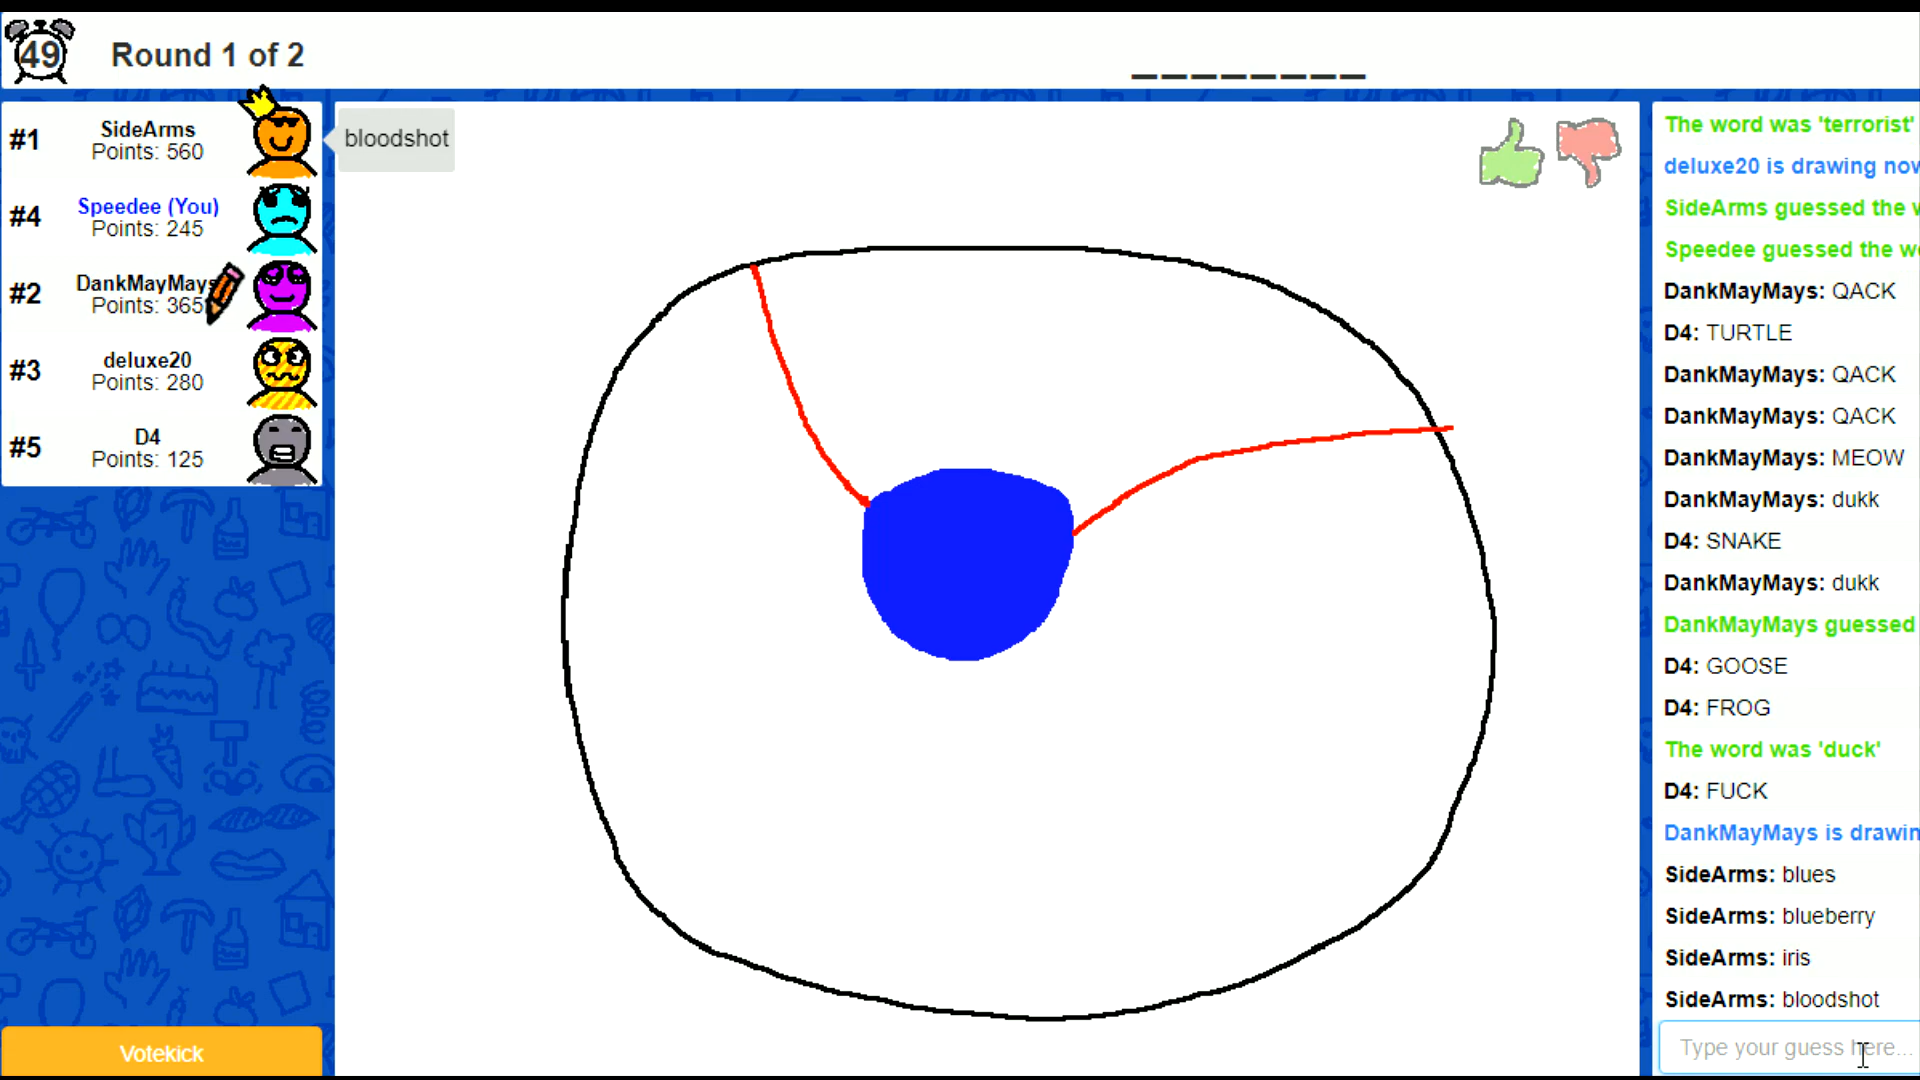 49
Round 1 of 2
________
#1
SideArms
Points: 560
#4
Speedee (You)
Points: 245
#2
DankMayMays
Points: 365
#3
deluxe20
Points: 280
#5
D4
Points: 125
Votekick
bloodshot
The word was 'terrorist'
deluxe20 is drawing now
SideArms guessed the w
Speedee guessed the w
DankMayMays: QACK
D4: TURTLE
DankMayMays: QACK
DankMayMays: QACK
DankMayMays: MEOW
DankMayMays: dukk
D4: SNAKE
DankMayMays: dukk
DankMayMays guessed
D4: GOOSE
D4: FROG
The word was 'duck'
D4: FUCK
DankMayMays is drawin
SideArms: blues
SideArms: blueberry
SideArms: iris
SideArms: bloodshot
Type your guess here...